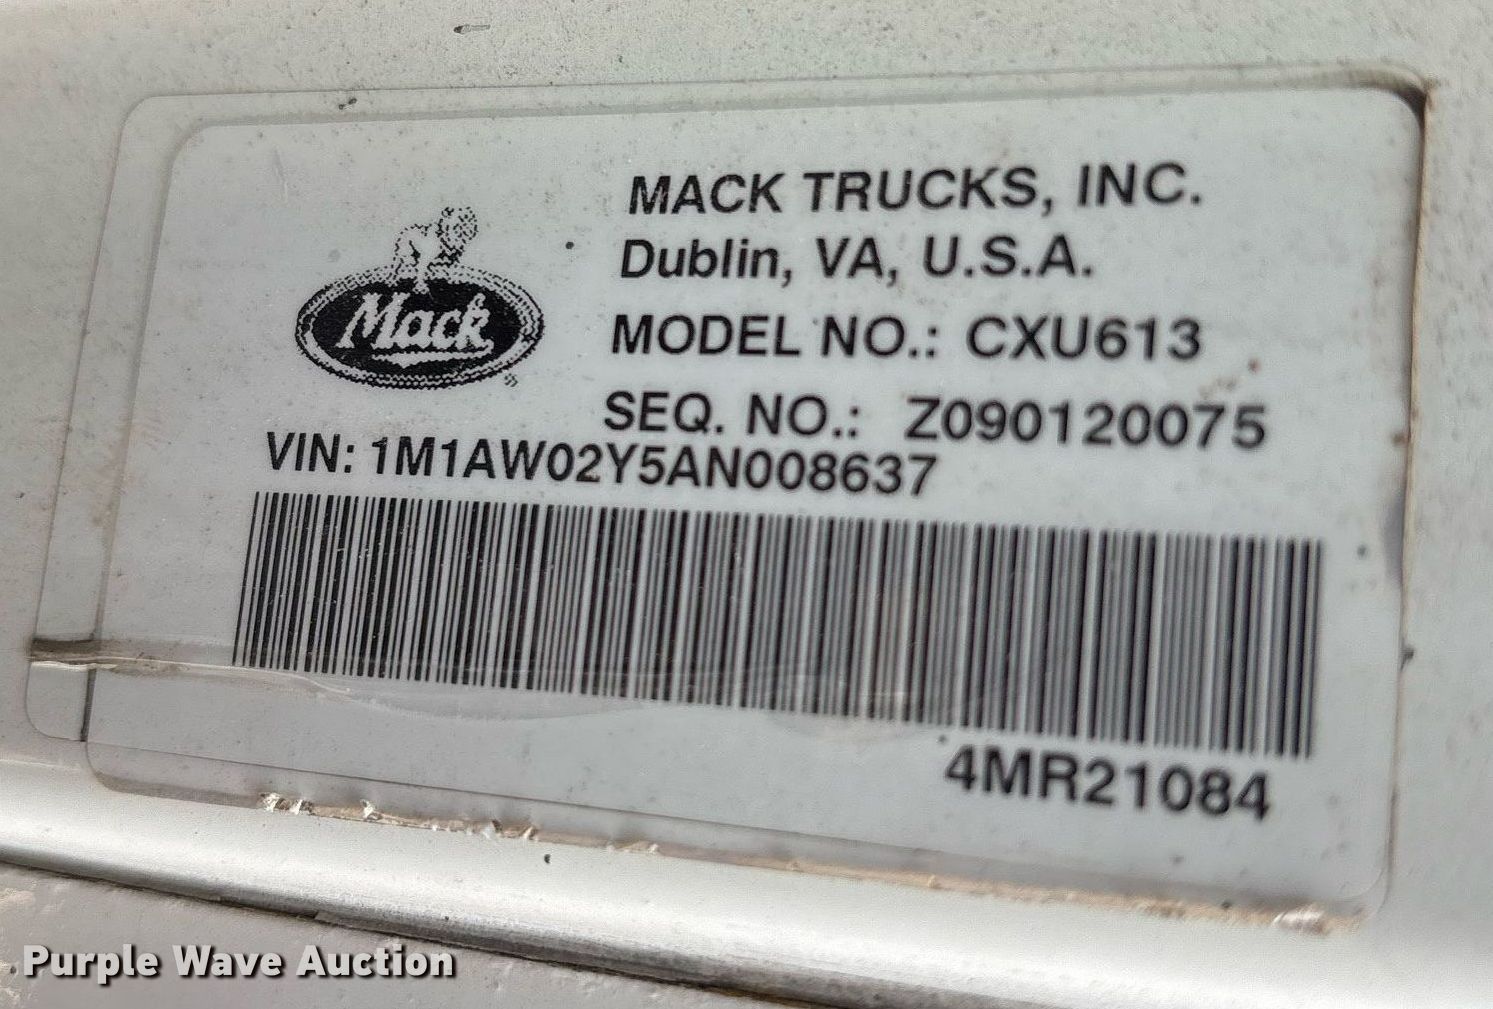 MACK TRUCKS, INC.
Dublin, VA, U.S.A.
Mack
MODEL NO.: CXU613
SEQ. NO.: Z090120075
VIN: 1M1AW02Y5AN008637
4MR21084
Purple Wave Auction